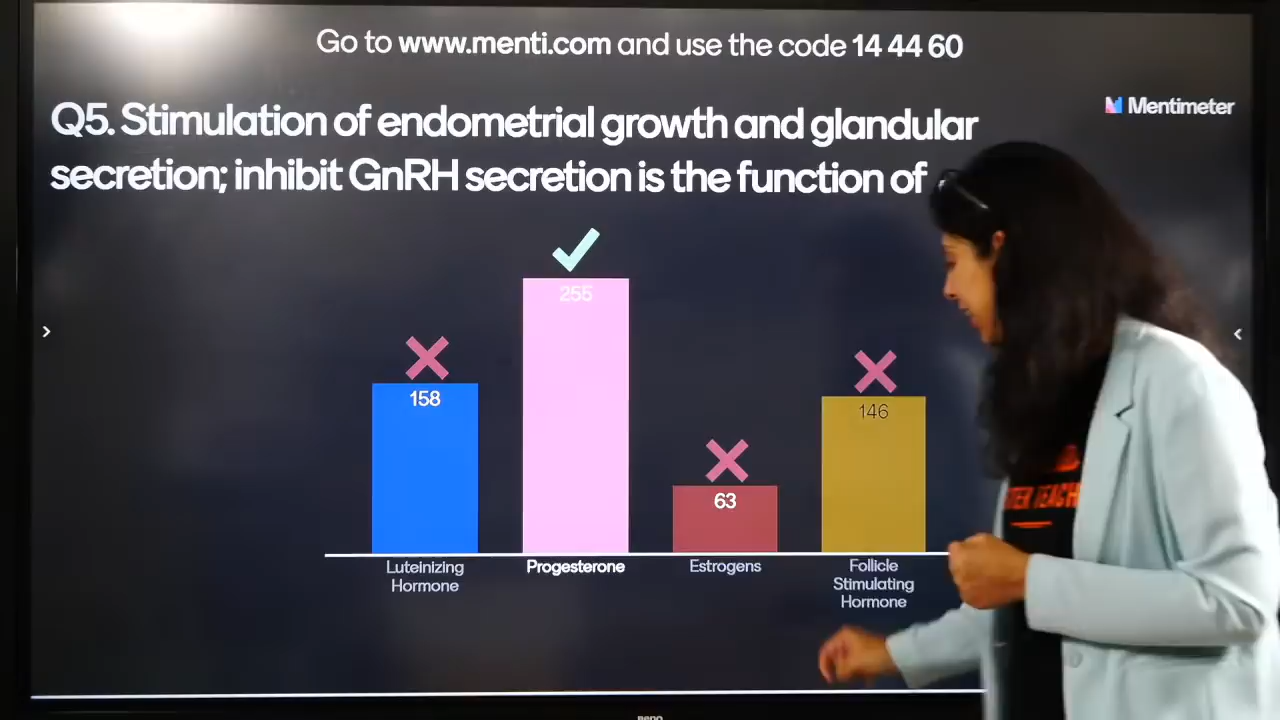 Go to www.menti.com and use the code 14 44 60
Mentimeter
Q5. Stimulation of endometrial growth and glandular
secretion; inhibit GnRH secretion is the function of
255
158
146
63
Luteinizing
Hormone
Progesterone
Estrogens
Follicle
Stimulating
Hormone
TEACH